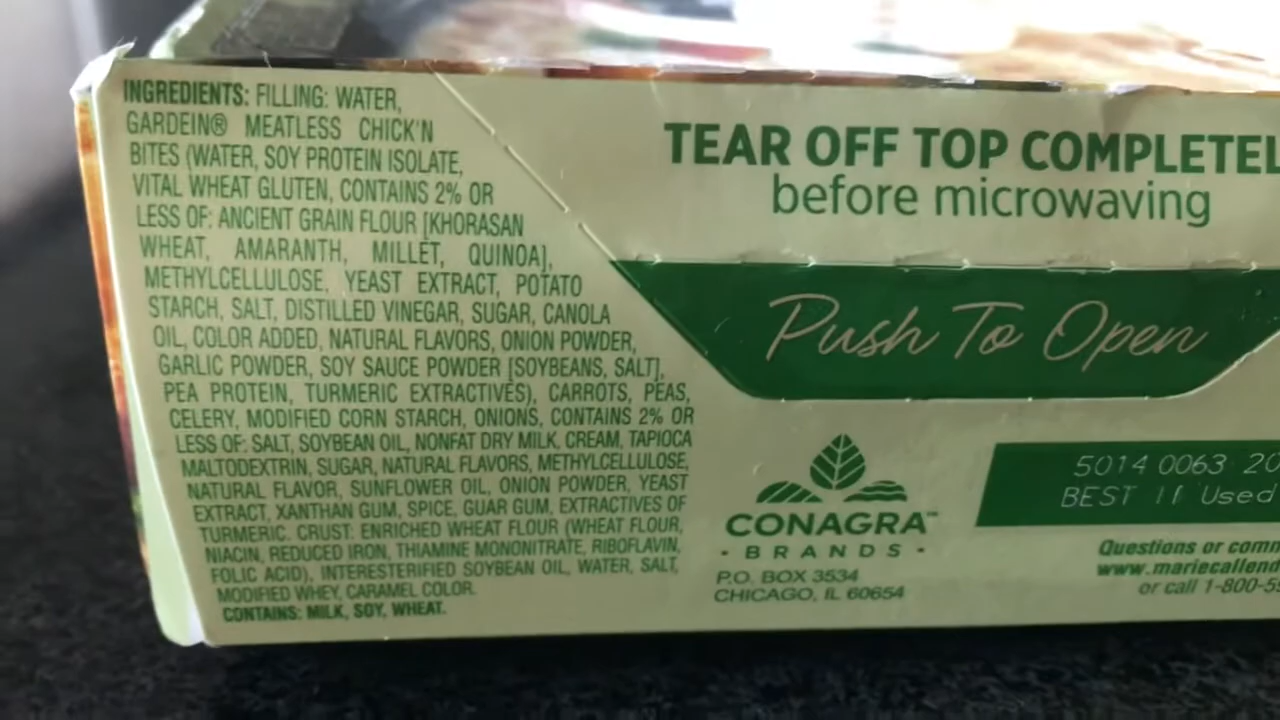 INGREDIENTS: FILLING: WATER,
GARDEIN® MEATLESS CHICK'N
BITES (WATER, SOY PROTEIN ISOLATE,
VITAL WHEAT GLUTEN, CONTAINS 2% OR
LESS OF: ANCIENT GRAIN FLOUR [KHORASAN
WHEAT, AMARANTH, MILLET, QUINOA],
METHYLCELLULOSE, YEAST EXTRACT, POTATO
STARCH, SALT, DISTILLED VINEGAR, SUGAR, CANOLA
OIL, COLOR ADDED, NATURAL FLAVORS, ONION POWDER,
GARLIC POWDER, SOY SAUCE POWDER [SOYBEANS, SALT],
PEA PROTEIN, TURMERIC EXTRACTIVES), CARROTS, PEAS,
CELERY, MODIFIED CORN STARCH, ONIONS, CONTAINS 2% OR
LESS OF: SALT, SOYBEAN OIL, NONFAT DRY MILK, CREAM, TAPIOCA
MALTODEXTRIN, SUGAR, NATURAL FLAVORS, METHYLCELLULOSE,
NATURAL FLAVOR, SUNFLOWER OIL, ONION POWDER, YEAST
EXTRACT, XANTHAN GUM, SPICE, GUAR GUM, EXTRACTIVES OF
TURMERIC. CRUST: ENRICHED WHEAT FLOUR (WHEAT FLOUR,
NIACIN, REDUCED IRON, THIAMINE MONONITRATE, RIBOFLAVIN,
FOLIC ACID), INTERESTERIFIED SOYBEAN OIL, WATER, SALT,
MODIFIED WHEY, CARAMEL COLOR.
CONTAINS: MILK, SOY, WHEAT.
TEAR OFF TOP COMPLETEL
before microwaving
Push To Open
CONAGRA™
• BRANDS •
P.O. BOX 3534
CHICAGO, IL 60654
5014 0063 20
BEST Used
Questions or comm
www.mariecallend
or call 1-800-5